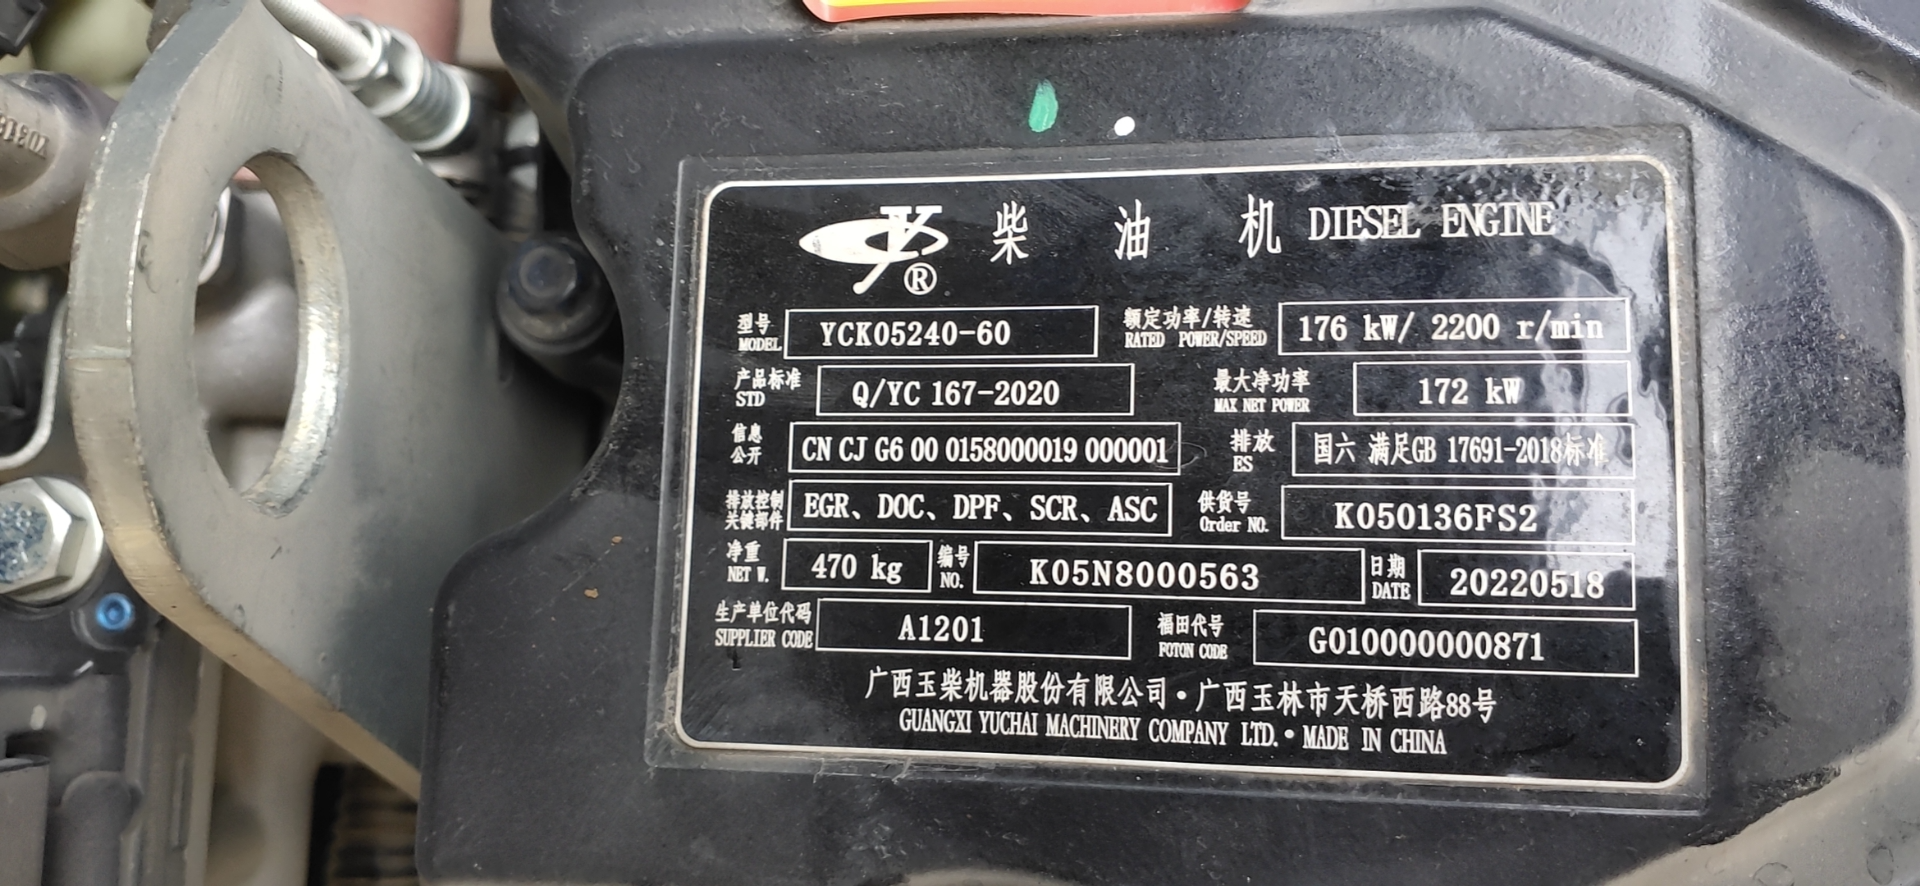 柴油机 DIESEL ENGINE
型号 MODEL YCK05240-60 额定功率/转速 RATED POWER/SPEED 176 kW/ 2200 r/min
产品标准 STD Q/YC 167-2020 最大净功率 MAX NET POWER 172 kW
信息公开 CN CJ G6 00 0158000019 000001 排放 ES 国六 满足GB 17691-2018标准
排放控制关键部件 EGR、DOC、DPF、SCR、ASC 供货号 Order NO. K050136FS2
净重 NET W. 470 kg 编号 NO. K05N8000563 日期 DATE 20220518
生产单位代码 SUPPLIER CODE A1201 福田代号 FOTON CODE G010000000871
广西玉柴机器股份有限公司·广西玉林市天桥西路88号
GUANGXI YUCHAI MACHINERY COMPANY LTD.·MADE IN CHINA